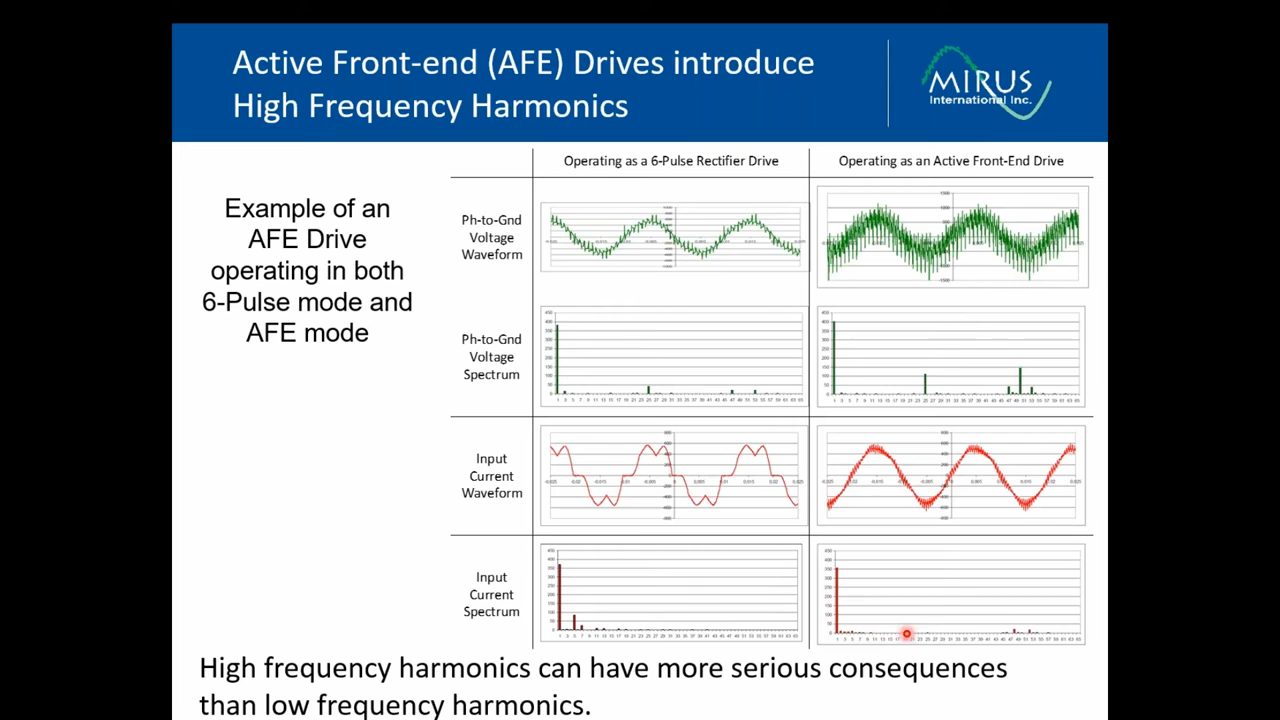 Active Front-end (AFE) Drives introduce
High Frequency Harmonics
MIRUS
International Inc.
Example of an
AFE Drive
operating in both
6-Pulse mode and
AFE mode
Operating as a 6-Pulse Rectifier Drive
Operating as an Active Front-End Drive
Ph-to-Gnd
Voltage
Waveform
Ph-to-Gnd
Voltage
Spectrum
Input
Current
Waveform
Input
Current
Spectrum
High frequency harmonics can have more serious consequences
than low frequency harmonics.